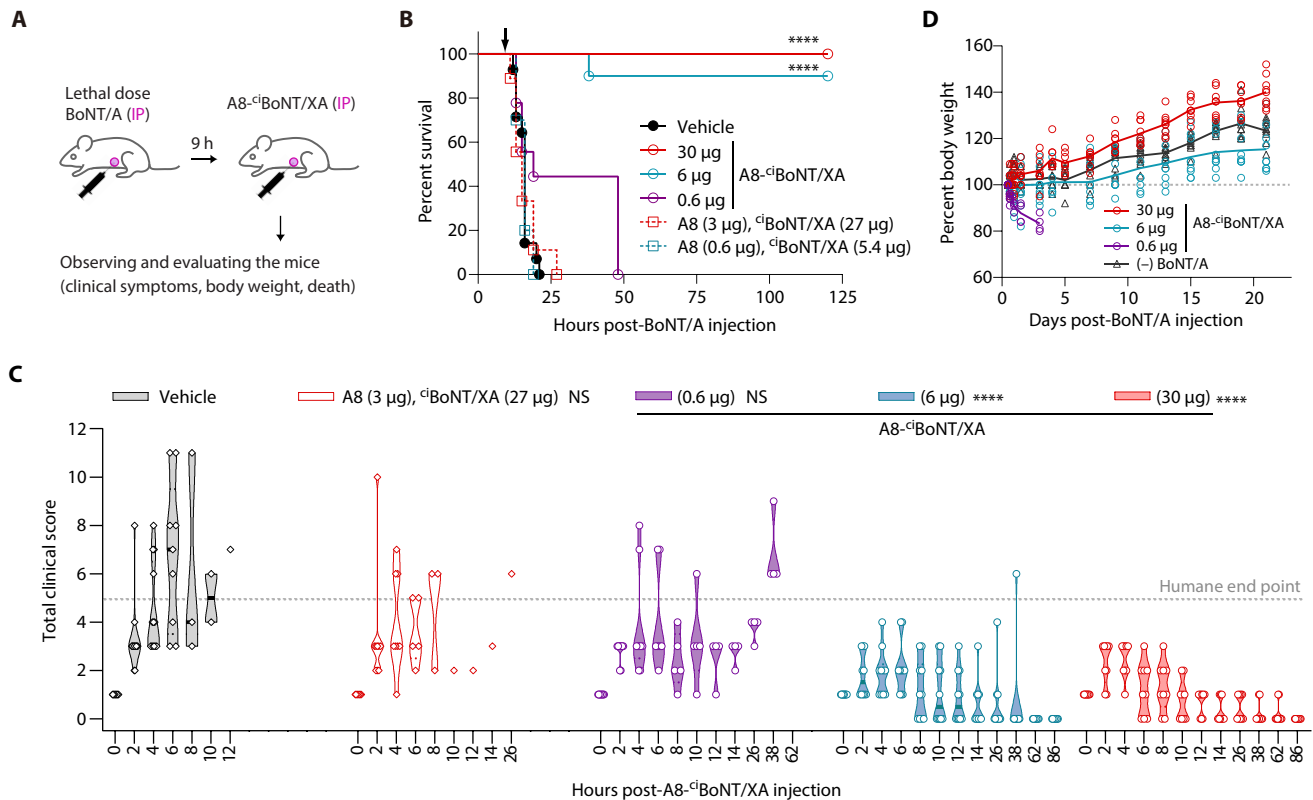 A
Lethal dose
BoNT/A (IP)
9 h
A8-ciBoNT/XA (IP)
Observing and evaluating the mice
(clinical symptoms, body weight, death)
B
Percent survival
100
80
60
40
20
0
0 25 50 75 100 125
Hours post-BoNT/A injection
****
****
Vehicle
30 µg
6 µg
0.6 µg
A8-ciBoNT/XA
A8 (3 µg), ciBoNT/XA (27 µg)
A8 (0.6 µg), ciBoNT/XA (5.4 µg)
D
Percent body weight
160
140
120
100
80
60
0 5 10 15 20
Days post-BoNT/A injection
30 µg
6 µg
0.6 µg
A8-ciBoNT/XA
(−) BoNT/A
C
Vehicle
A8 (3 µg), ciBoNT/XA (27 µg) NS
(0.6 µg) NS
(6 µg) ****
(30 µg) ****
A8-ciBoNT/XA
Total clinical score
12
10
8
6
4
2
0
Humane end point
0 2 4 6 8 10 12
0 2 4 6 8 10 12 14 26
0 2 4 6 8 10 12 14 26 38 62
0 2 4 6 8 10 12 14 26 38 62 86
0 2 4 6 8 10 12 14 26 38 62 86
Hours post-A8-ciBoNT/XA injection